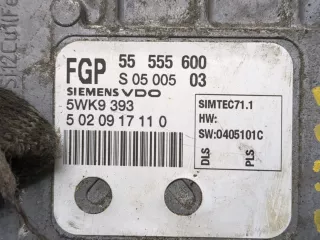 FGP 55 555 600
S 05 005 03
SIEMENS VDO
5WK9 393
5 02 09 17 11 0
SIMTEC71.1
HW:
SW:0405101C
DLS PLS